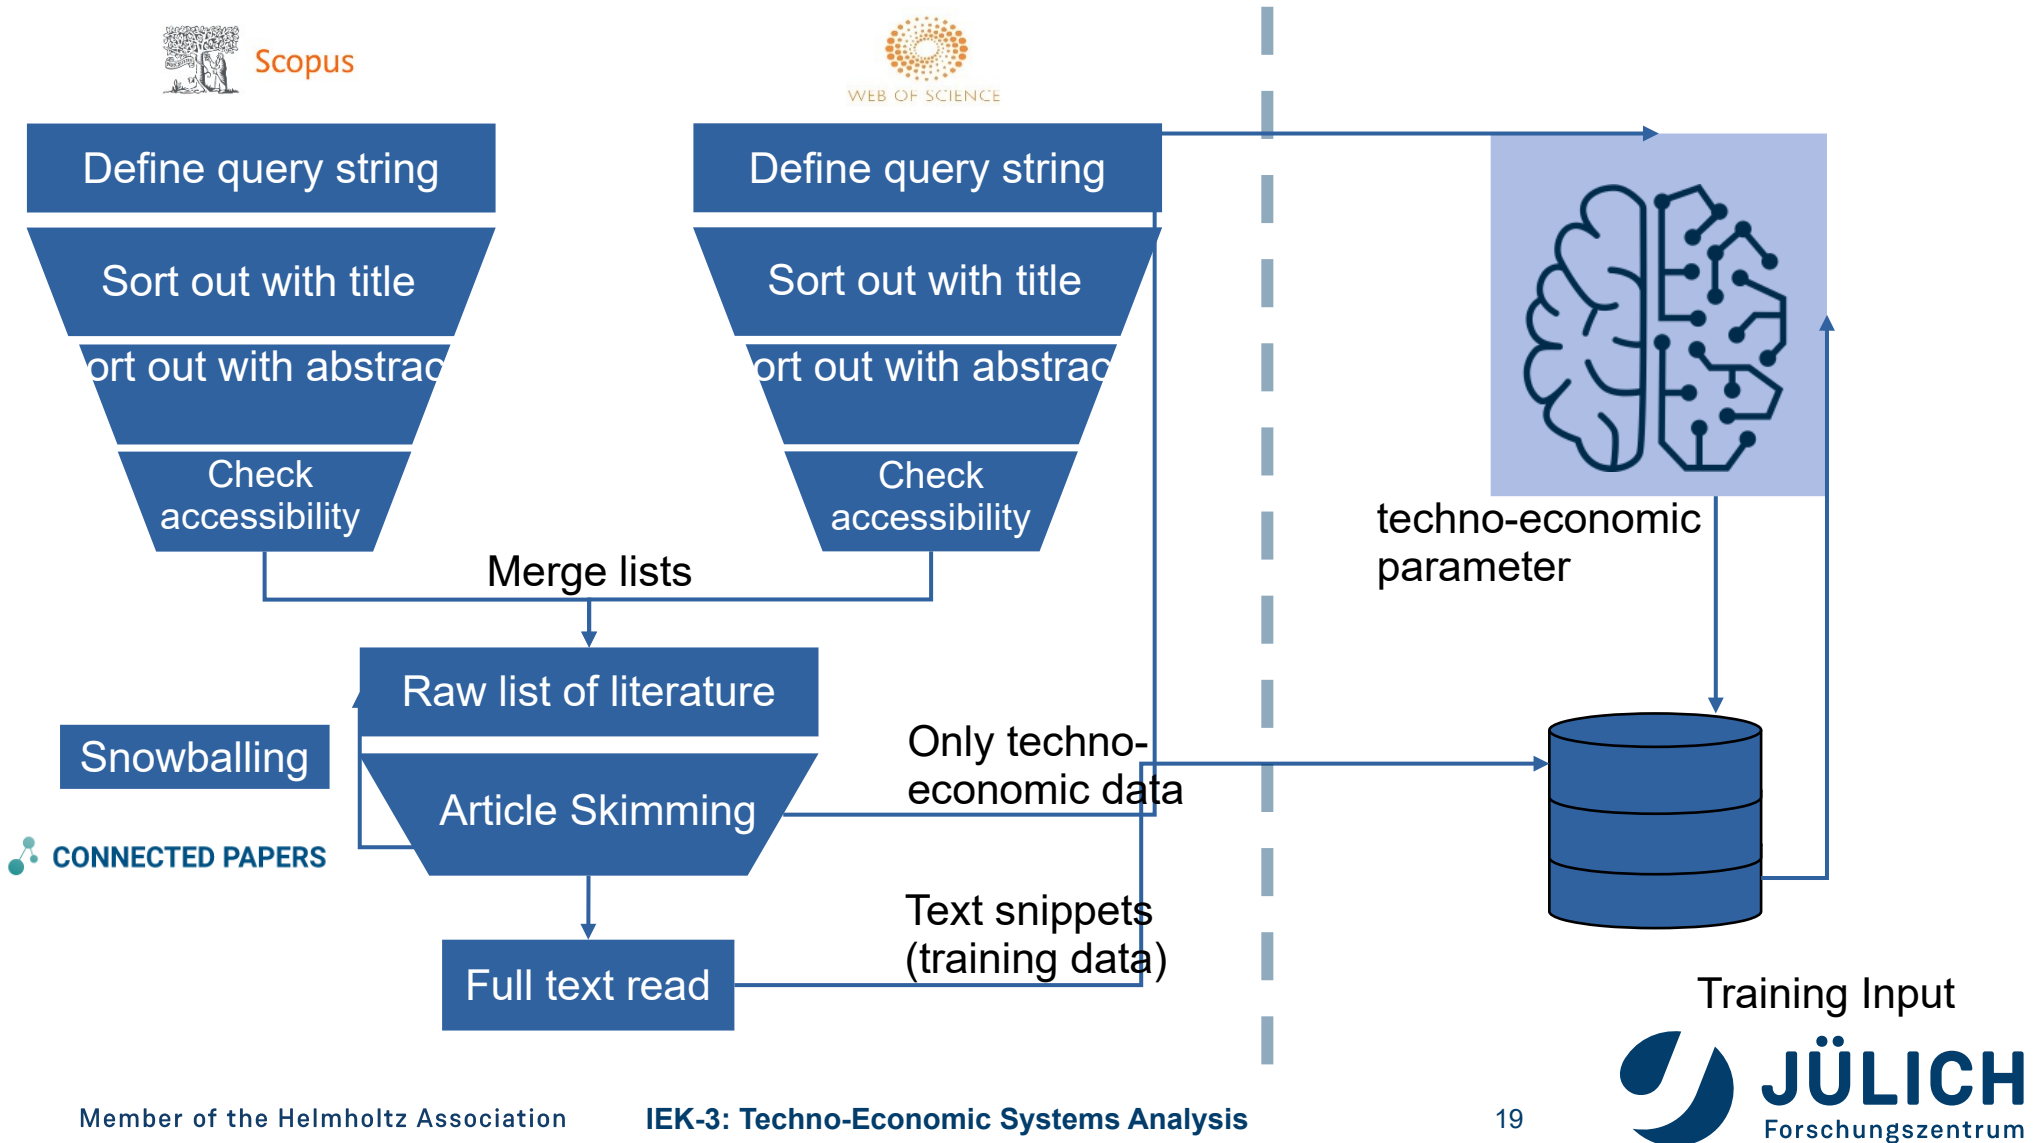 Scopus
WEB OF SCIENCE
Define query string
Define query string
Sort out with title
Sort out with title
ort out with abstrac
ort out with abstrac
Check
accessibility
Check
accessibility
Merge lists
techno-economic
parameter
Raw list of literature
Snowballing
Only techno-
economic data
Article Skimming
CONNECTED PAPERS
Text snippets
(training data)
Full text read
Training Input
JÜLICH
Forschungszentrum
Member of the Helmholtz Association
IEK-3: Techno-Economic Systems Analysis
19